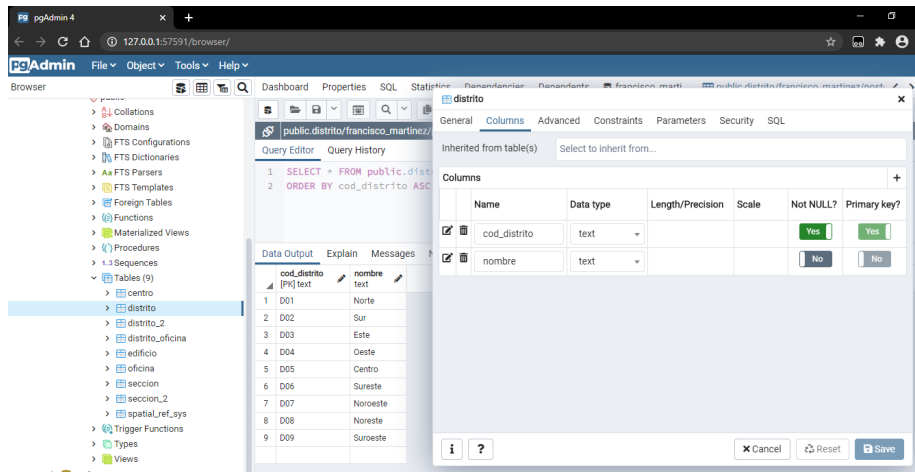 pgAdmin 4
127.0.0.1:57591/browser/
pgAdmin File Object Tools Help
Browser
Dashboard Properties SQL Statistics Dependencies Dependents
public
Collations
Domains
FTS Configurations
FTS Dictionaries
FTS Parsers
FTS Templates
Foreign Tables
Functions
Materialized Views
Procedures
1..3 Sequences
Tables (9)
centro
distrito
distrito_2
distrito_oficina
edificio
oficina
seccion
seccion_2
spatial_ref_sys
Trigger Functions
Types
Views
public.distrito/francisco_martinez/
Query Editor Query History
1 SELECT * FROM public.dist
2 ORDER BY cod_distrito ASC
Data Output Explain Messages
cod_distrito nombre
[PK] text text
1 D01 Norte
2 D02 Sur
3 D03 Este
4 D04 Oeste
5 D05 Centro
6 D06 Sureste
7 D07 Noroeste
8 D08 Noreste
9 D09 Suroeste
distrito
General Columns Advanced Constraints Parameters Security SQL
Inherited from table(s) Select to inherit from...
Columns
Name Data type Length/Precision Scale Not NULL? Primary key?
cod_distrito text Yes Yes
nombre text No No
i ? Cancel Reset Save